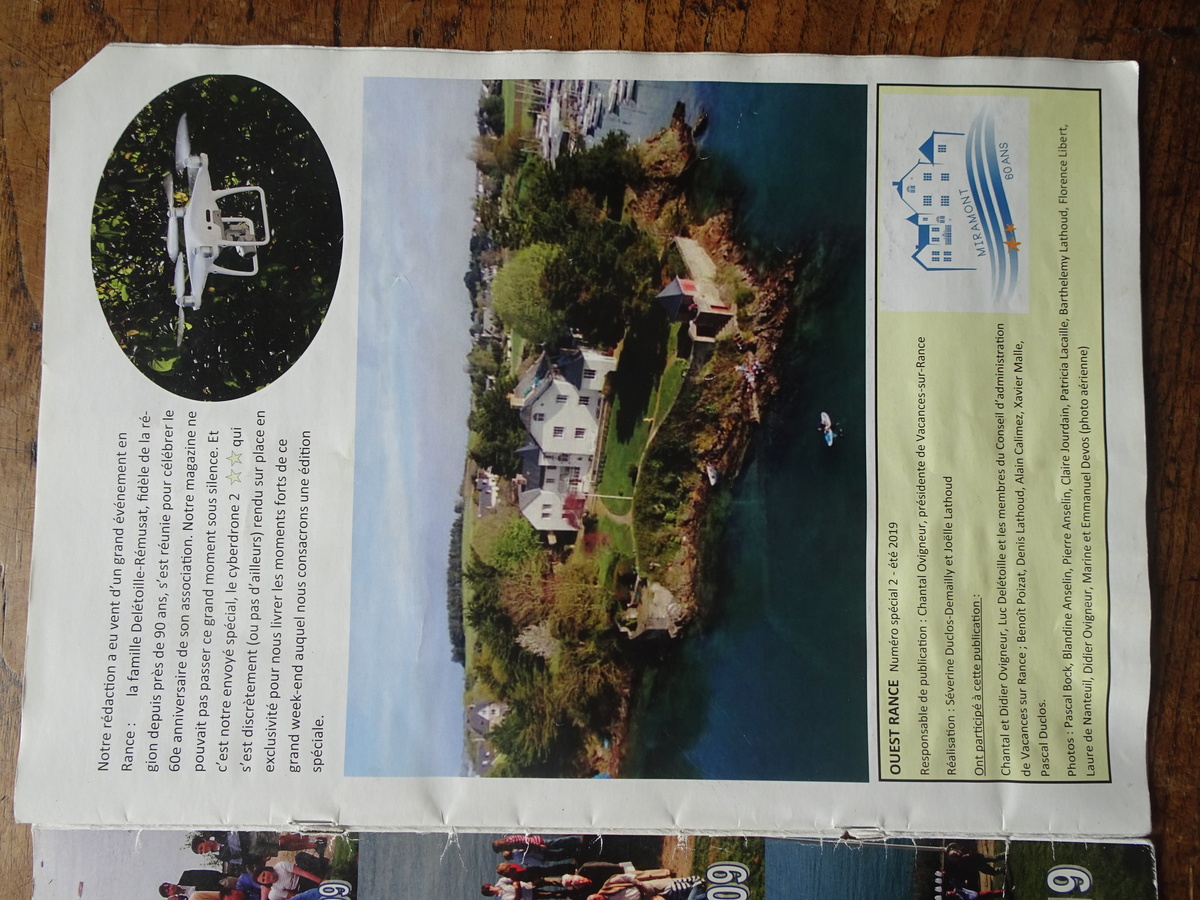 Notre rédaction a eu vent d'un grand événement en
Rance : la famille Delétoille-Rémusat, fidèle de la ré-
gion depuis près de 90 ans, s'est réunie pour célébrer le
60e anniversaire de son association. Notre magazine ne
pouvait pas passer ce grand moment sous silence. Et
c'est notre envoyé spécial, le cyberdrone 2 ☆☆ qui
s'est discrètement (ou pas d'ailleurs) rendu sur place en
exclusivité pour nous livrer les moments forts de ce
grand week-end auquel nous consacrons une édition
spéciale.
09
09
9
OUEST RANCE Numéro spécial 2 - été 2019
Responsable de publication : Chantal Ovigneur, présidente de Vacances-sur-Rance
Réalisation : Séverine Duclos-Demailly et Joëlle Lathoud
Ont participé à cette publication :
Chantal et Didier Ovigneur, Luc Delétoille et les membres du Conseil d'administration
de Vacances sur Rance ; Benoît Poizat, Denis Lathoud, Alain Calimez, Xavier Malle,
Pascal Duclos.
Photos : Pascal Bock, Blandine Anselin, Pierre Anselin, Claire Jourdain, Patricia Lacaille, Barthelemy Lathoud, Florence Libert,
Laure de Nanteuil, Didier Ovigneur, Marine et Emmanuel Devos (photo aérienne)
MIRAMONT
60 ANS